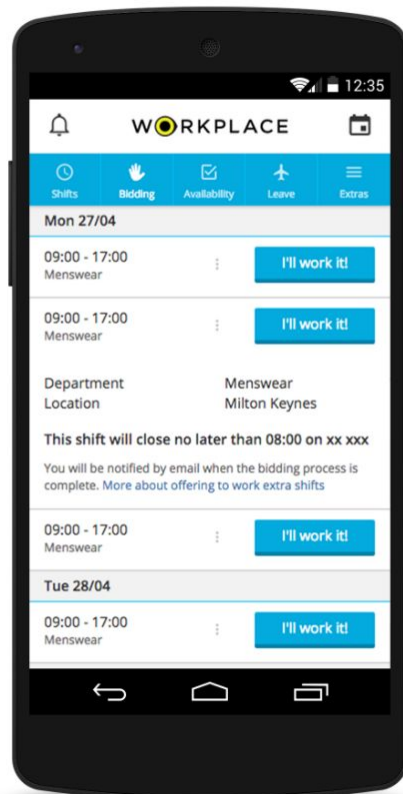 12:35
WORKPLACE
Shifts Bidding Availability Leave Extras
Mon 27/04
09:00 - 17:00
Menswear
I'll work it!
09:00 - 17:00
Menswear
I'll work it!
Department Menswear
Location Milton Keynes
This shift will close no later than 08:00 on xx xxx
You will be notified by email when the bidding process is
complete. More about offering to work extra shifts
09:00 - 17:00
Menswear
I'll work it!
Tue 28/04
09:00 - 17:00
Menswear
I'll work it!